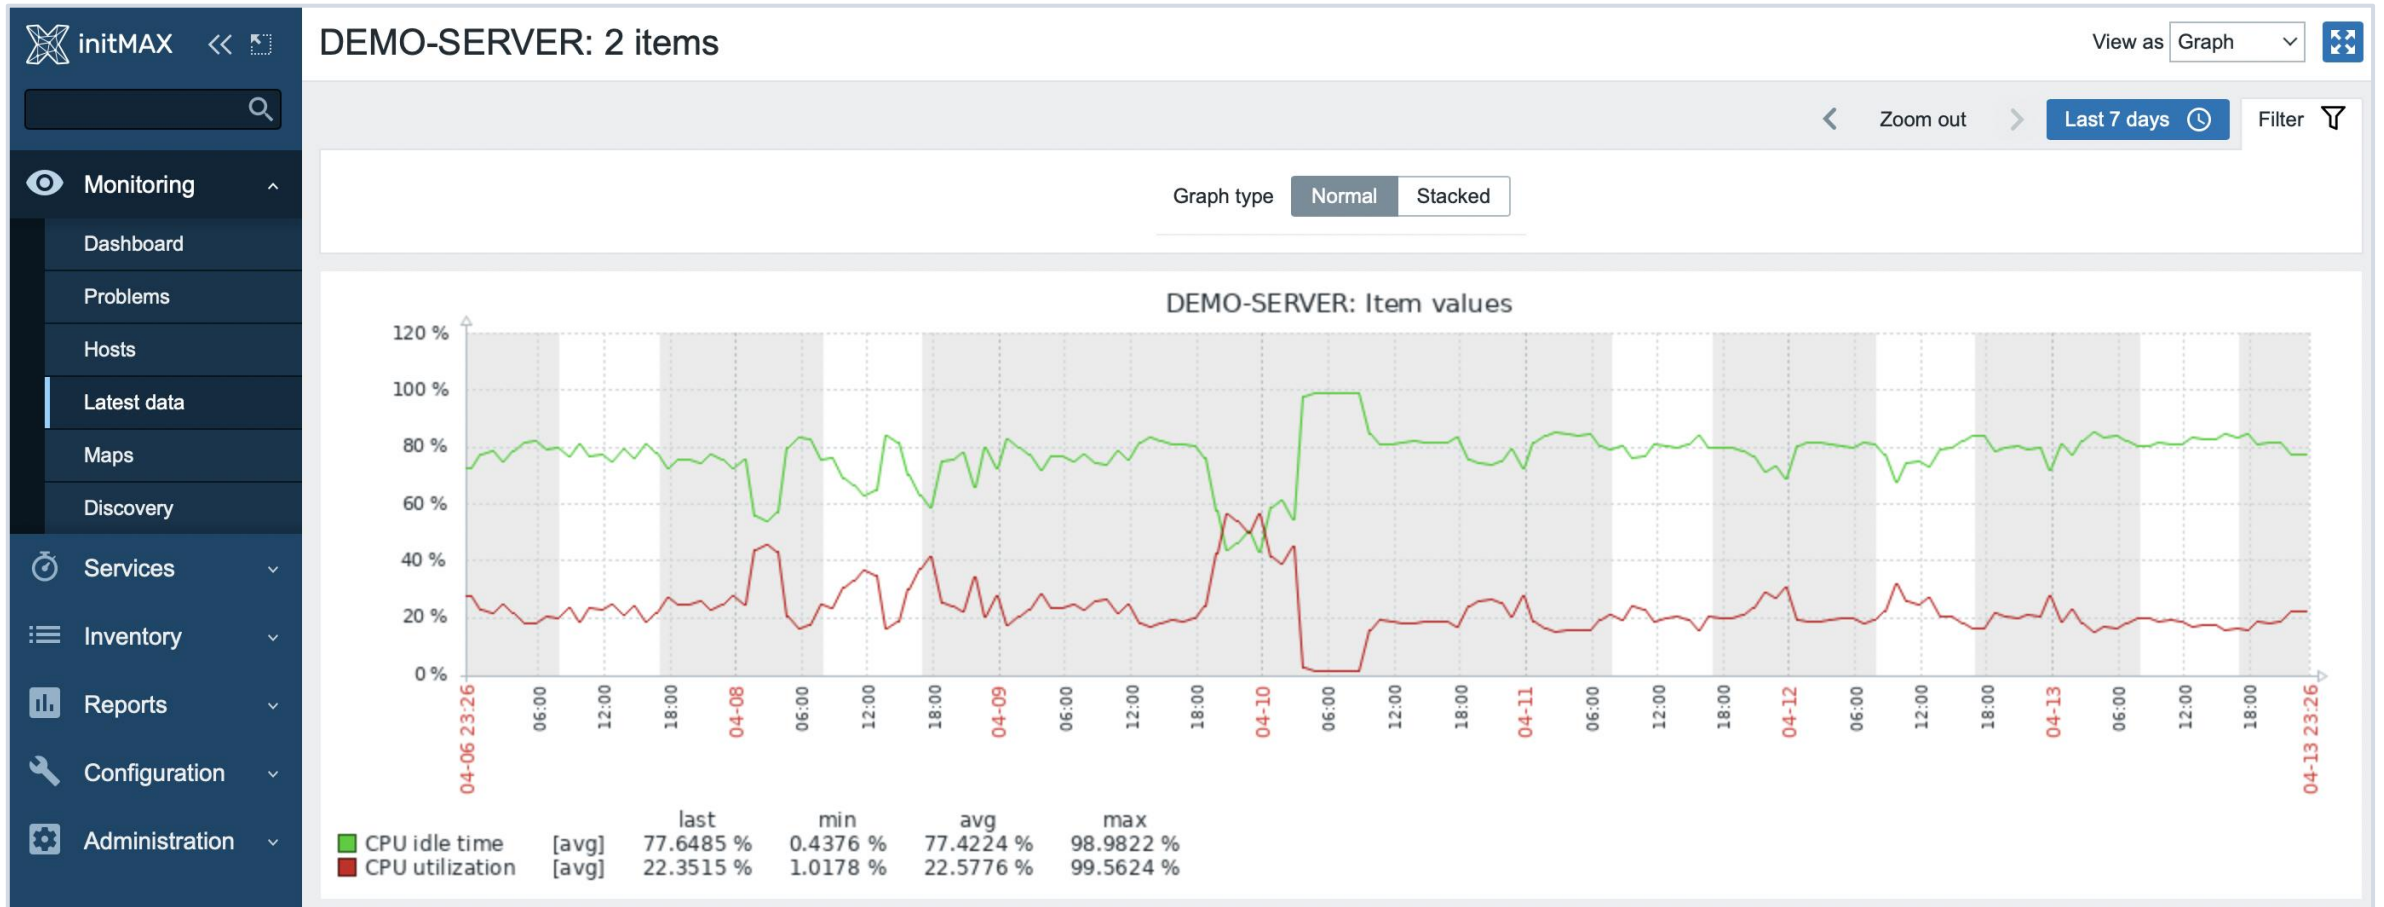 initMAX
DEMO-SERVER: 2 items
View as Graph
Zoom out
Last 7 days
Filter
Monitoring
Dashboard
Problems
Hosts
Latest data
Maps
Discovery
Services
Inventory
Reports
Configuration
Administration
Graph type Normal Stacked
DEMO-SERVER: Item values
120 %
100 %
80 %
60 %
40 %
20 %
0 %
04-06 23:26 06:00 12:00 18:00 04-08 06:00 12:00 18:00 04-09 06:00 12:00 18:00 04-10 06:00 12:00 18:00 04-11 06:00 12:00 18:00 04-12 06:00 12:00 18:00 04-13 06:00 12:00 18:00 04-13 23:26
last min avg max
CPU idle time [avg] 77.6485 % 0.4376 % 77.4224 % 98.9822 %
CPU utilization [avg] 22.3515 % 1.0178 % 22.5776 % 99.5624 %